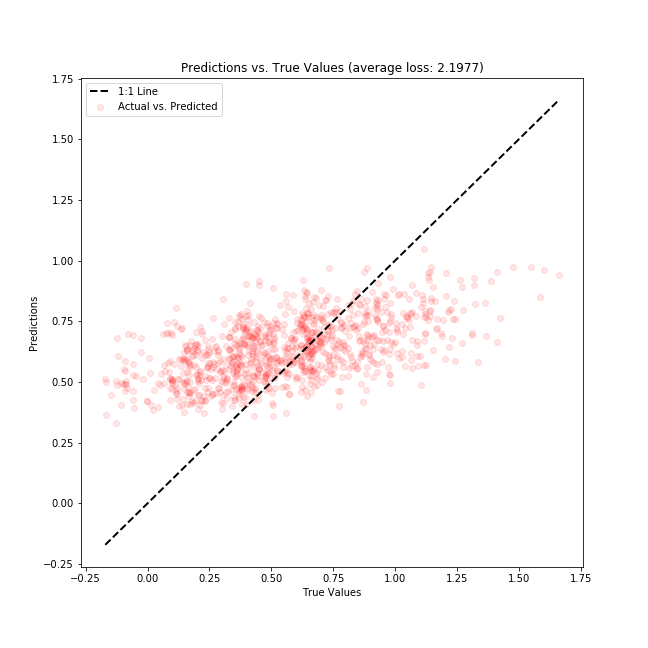 Predictions vs. True Values (average loss: 2.1977)
1:1 Line
Actual vs. Predicted
1.75
1.50
1.25
1.00
0.75
0.50
0.25
0.00
−0.25
Predictions
−0.25 0.00 0.25 0.50 0.75 1.00 1.25 1.50 1.75
True Values